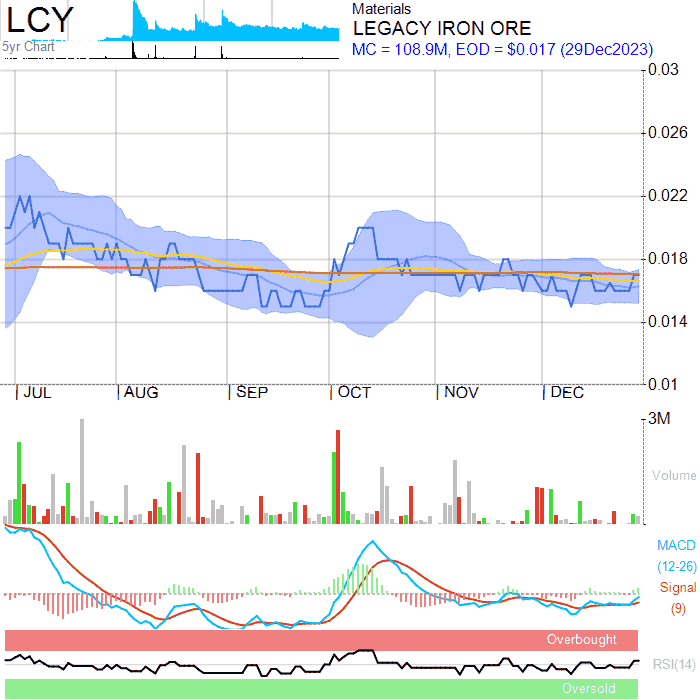 LCY
5yr Chart
Materials
LEGACY IRON ORE
MC = 108.9M, EOD = $0.017 (29Dec2023)
0.03
0.026
0.022
0.018
0.014
0.01
JUL AUG SEP OCT NOV DEC
3M
Volume
MACD
(12-26)
Signal
(9)
Overbought
RSI(14)
Oversold